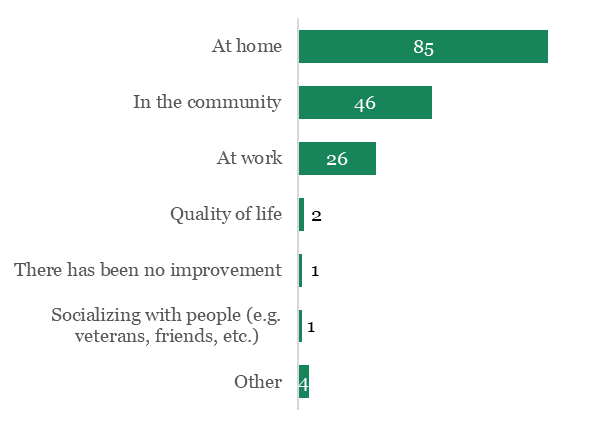 At home
85
In the community
46
At work
26
Quality of life
2
There has been no improvement
1
Socializing with people (e.g.
veterans, friends, etc.)
1
Other
4